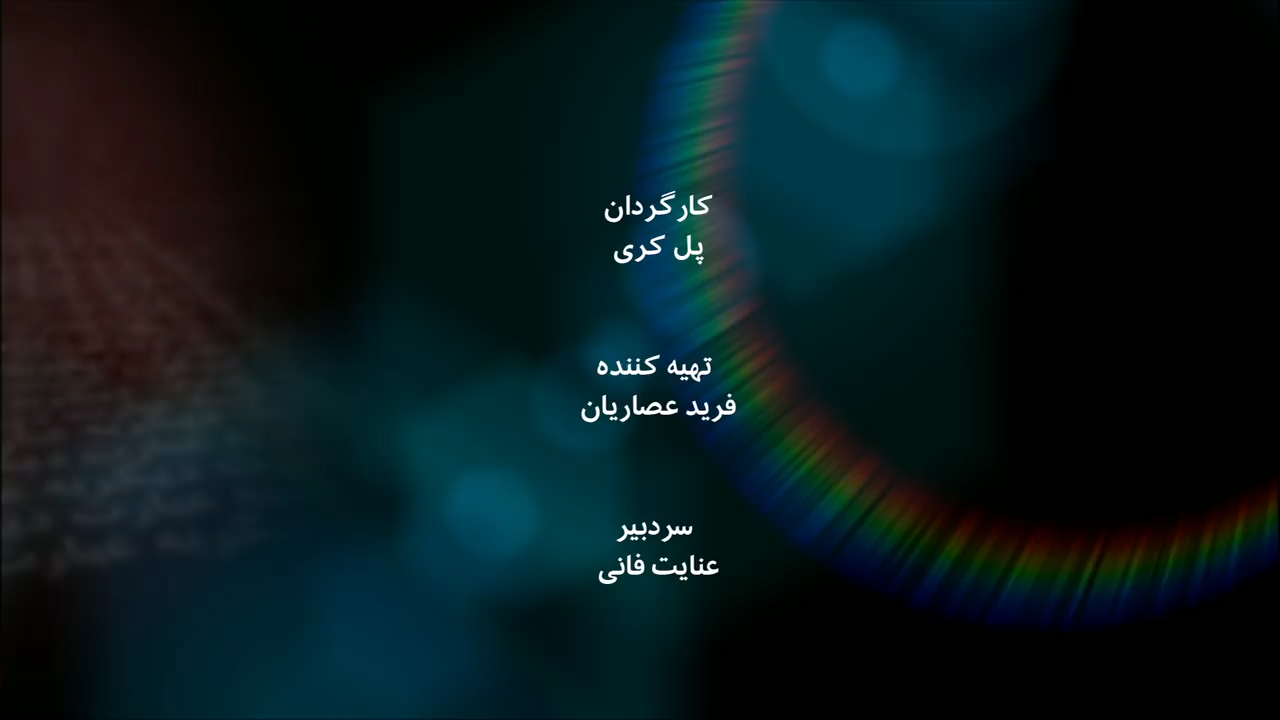 کارگردان
پل کری
تهیه کننده
فرید عصاریان
سردبیر
عنایت فانی